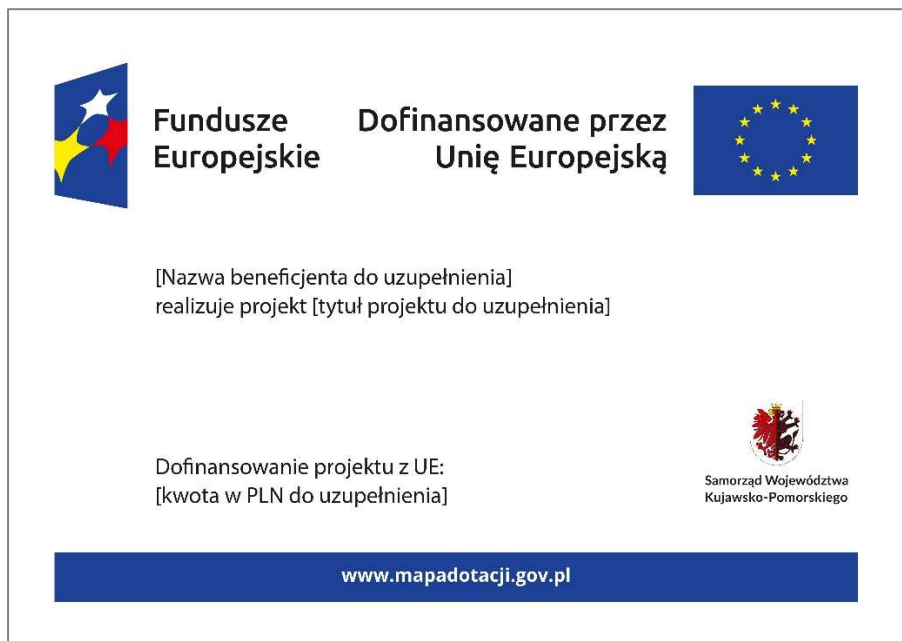 Fundusze
Europejskie
Dofinansowane przez
Unię Europejską
[Nazwa beneficjenta do uzupełnienia]
realizuje projekt [tytuł projektu do uzupełnienia]
Dofinansowanie projektu z UE:
[kwota w PLN do uzupełnienia]
Samorząd Województwa
Kujawsko-Pomorskiego
www.mapadotacji.gov.pl